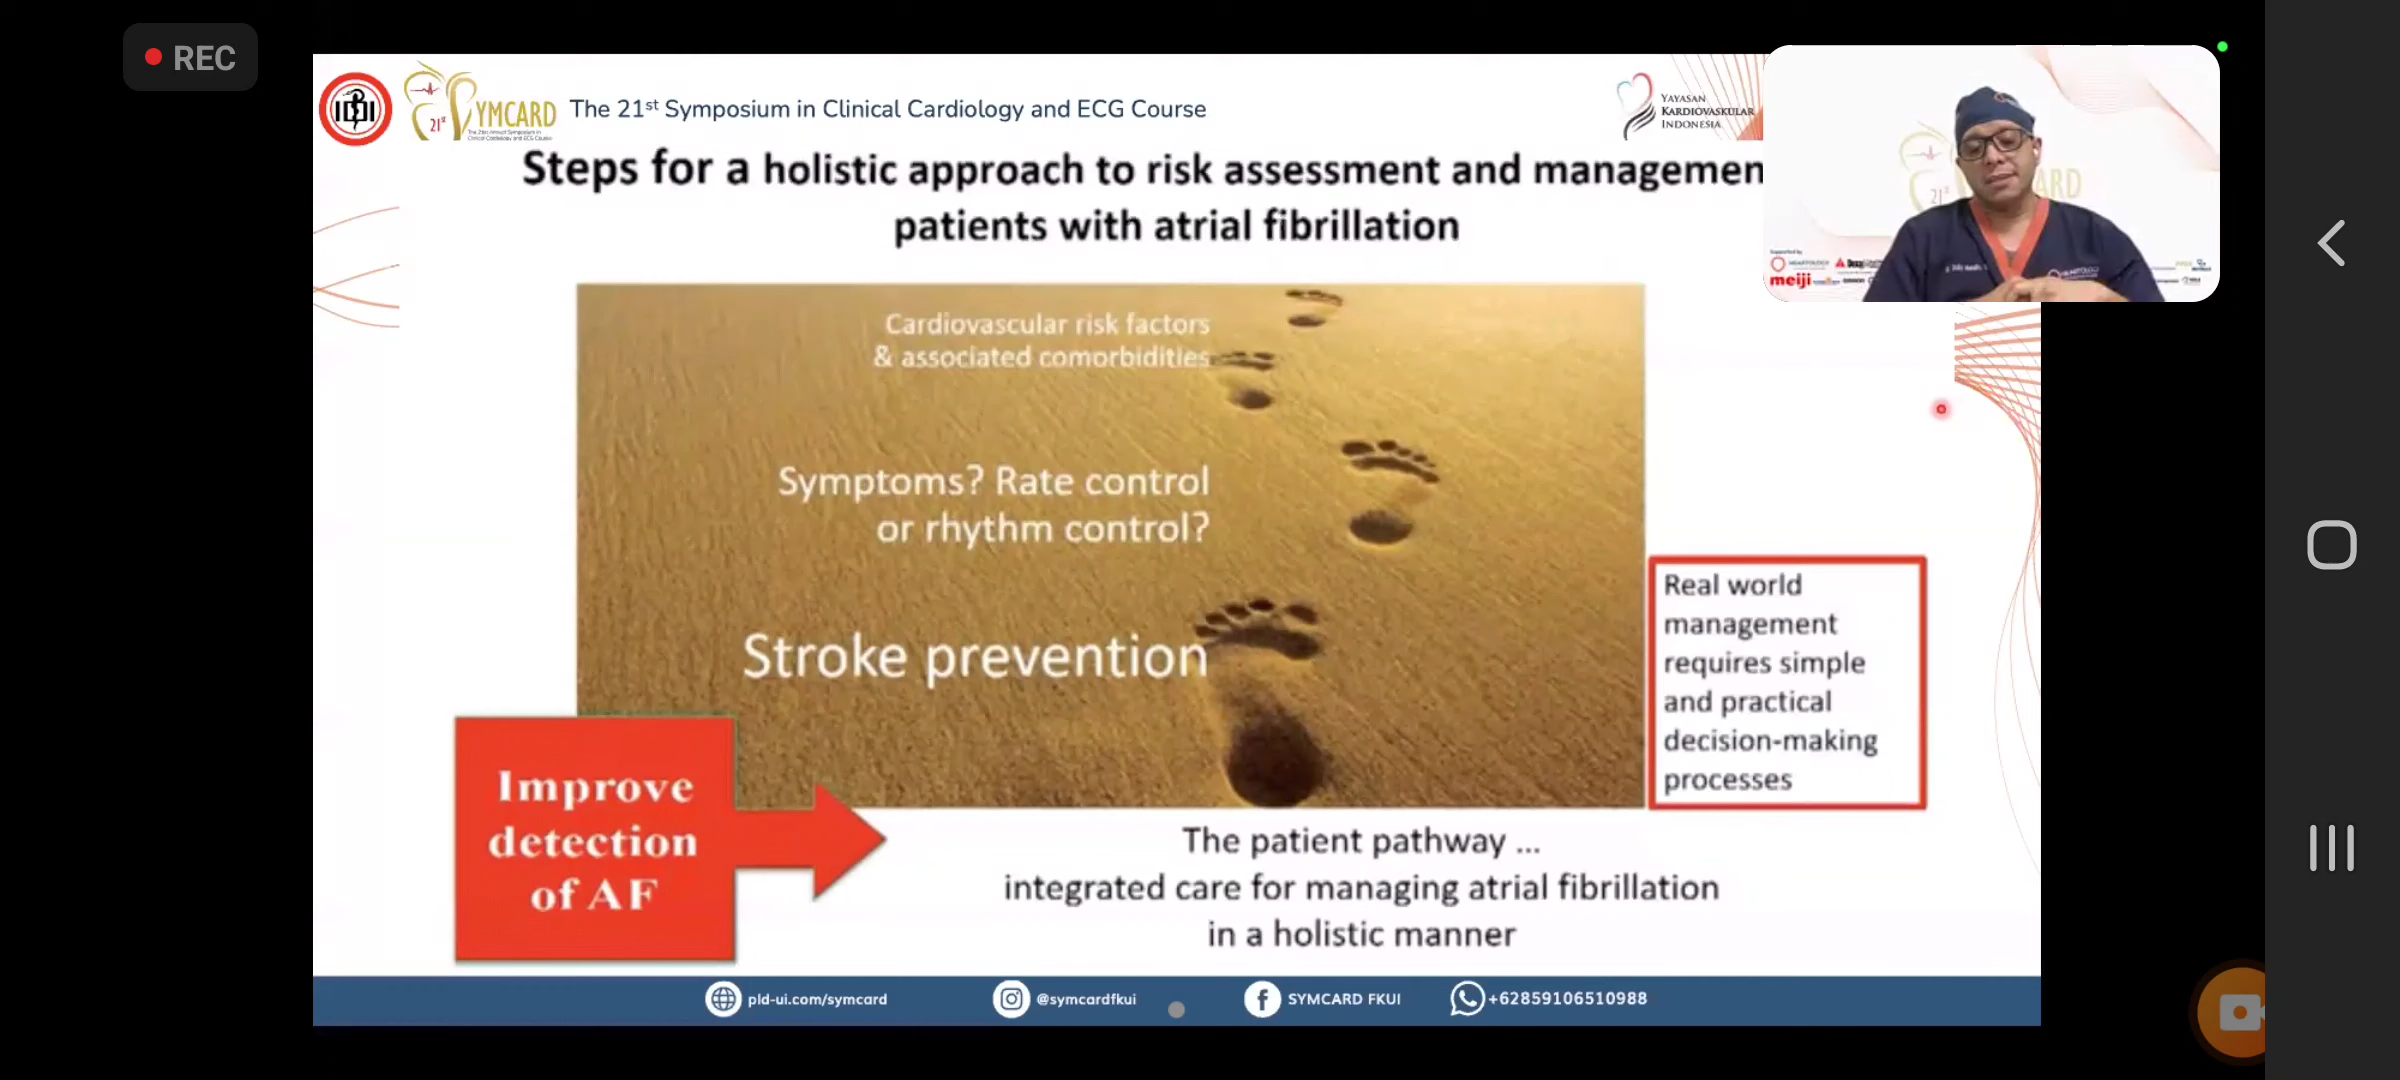 REC
IDI
21st SYMCARD
The 21st Symposium in Clinical Cardiology and ECG Course
YAYASAN
KARDIOVASKULAR
INDONESIA
Steps for a holistic approach to risk assessment and managemen
patients with atrial fibrillation
Cardiovascular risk factors
& associated comorbidities
Symptoms? Rate control
or rhythm control?
Stroke prevention
Real world
management
requires simple
and practical
decision-making
processes
Improve
detection
of AF
The patient pathway ...
integrated care for managing atrial fibrillation
in a holistic manner
Supported by
HEARTOLOGY
meiji
pld-ui.com/symcard
@symcardfkui
SYMCARD FKUI
+62859106510988